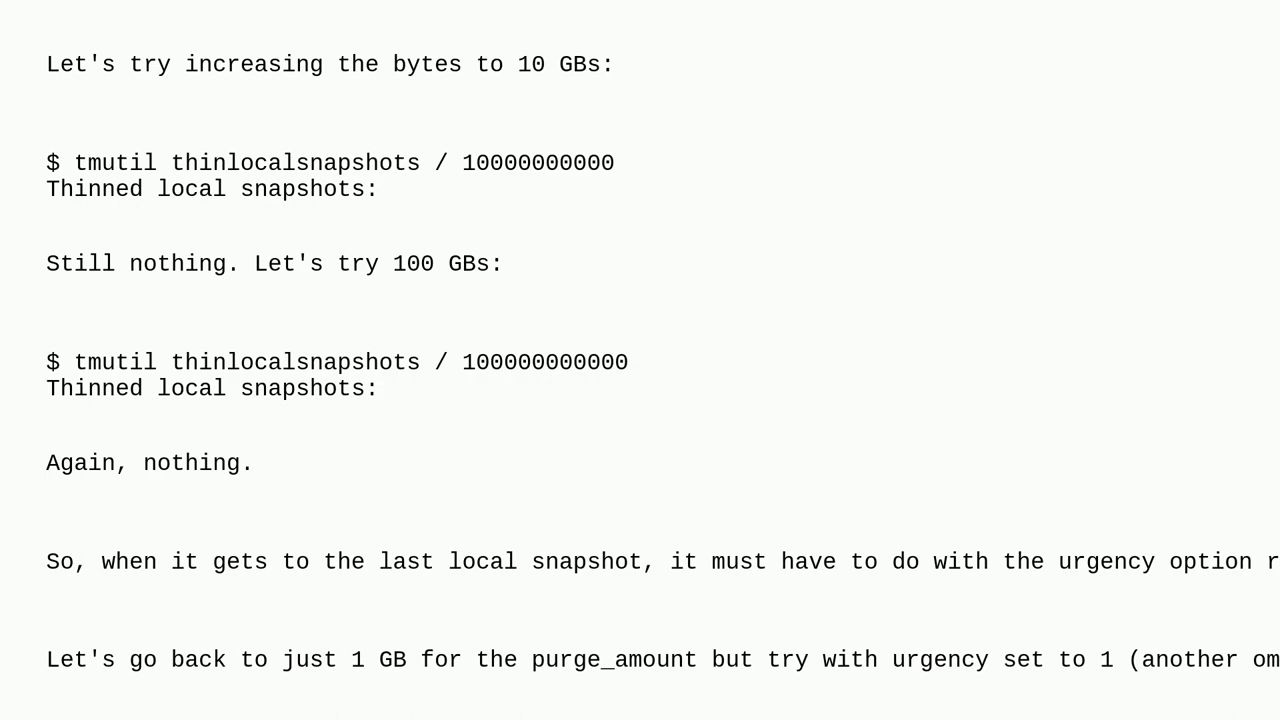 Let's try increasing the bytes to 10 GBs:
$ tmutil thinlocalsnapshots / 10000000000
Thinned local snapshots:
Still nothing. Let's try 100 GBs:
$ tmutil thinlocalsnapshots / 100000000000
Thinned local snapshots:
Again, nothing.
So, when it gets to the last local snapshot, it must have to do with the urgency option
Let's go back to just 1 GB for the purge_amount but try with urgency set to 1 (another